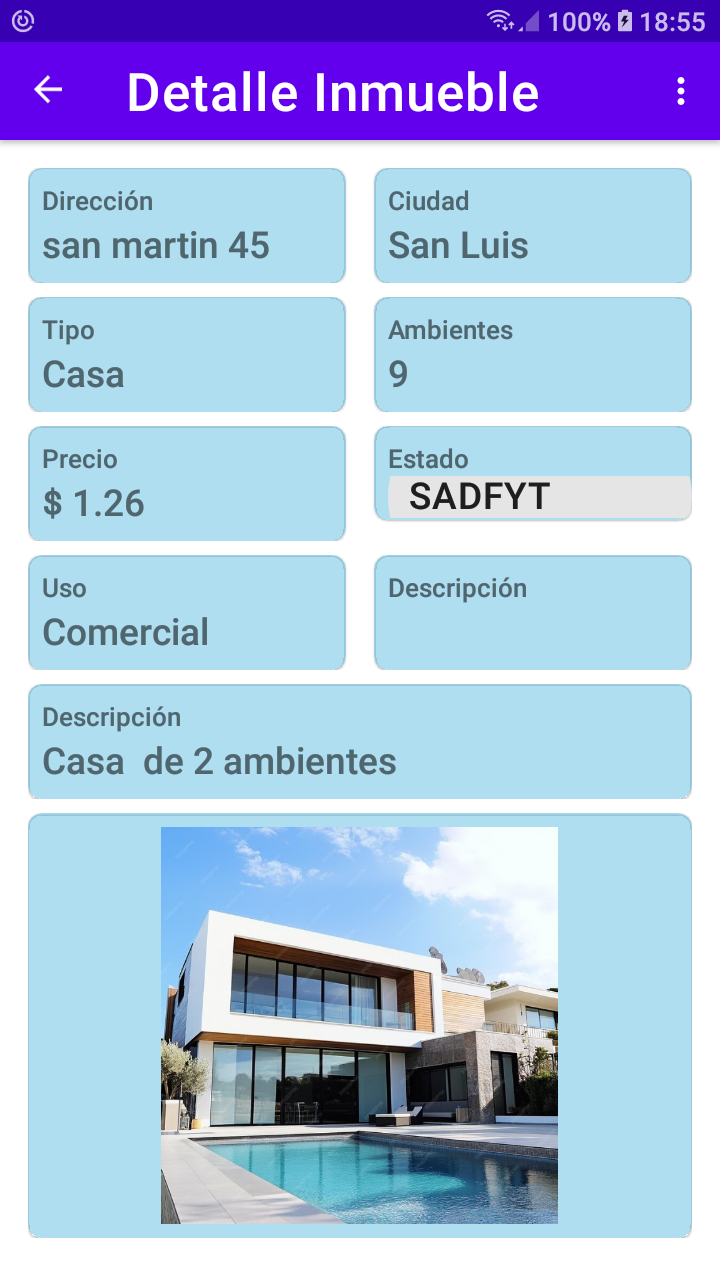 100% 18:55
Detalle Inmueble
Dirección Ciudad
san martin 45 San Luis
Tipo Ambientes
Casa 9
Precio Estado
$ 1.26 SADFYT
Uso Descripción
Comercial
Descripción
Casa  de 2 ambientes